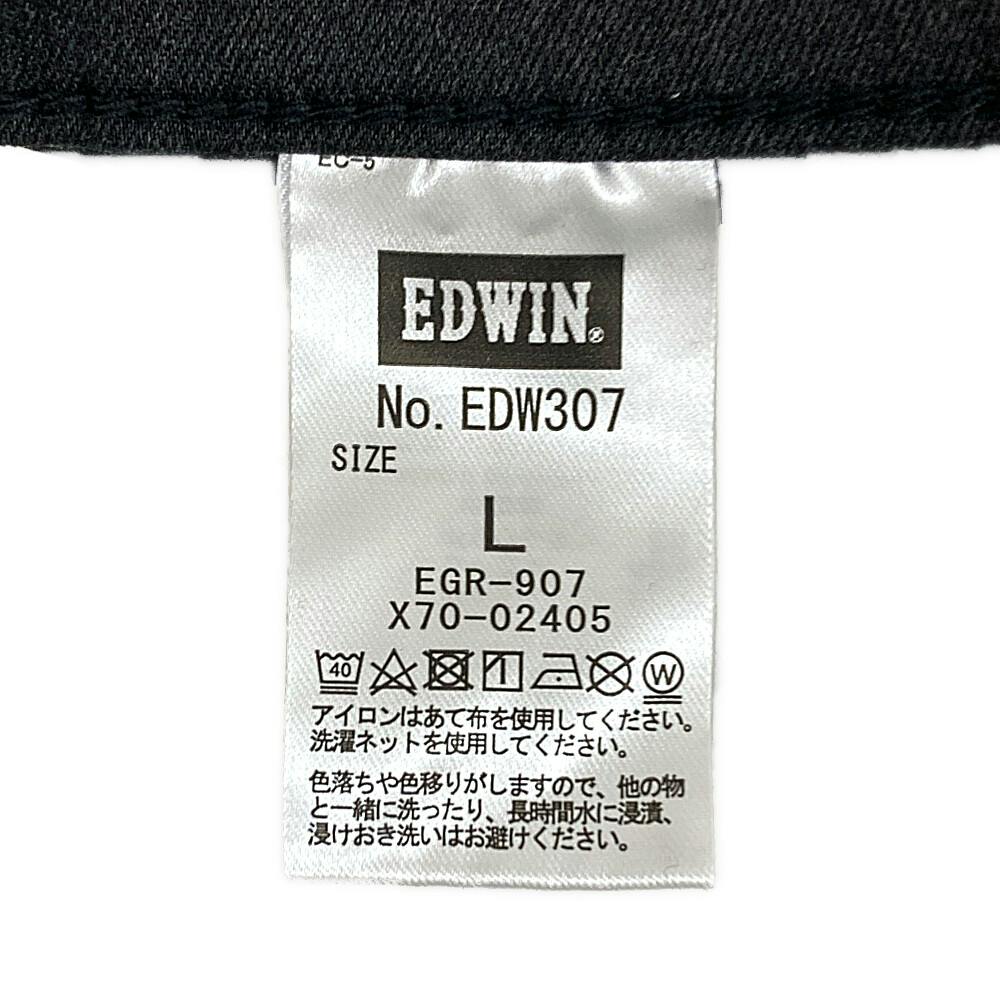 EC-5
EDWIN®
No. EDW307
SIZE
L
EGR-907
X70-02405
40 W
アイロンはあて布を使用してください。
洗濯ネットを使用してください。
色落ちや色移りがしますので、他の物
と一緒に洗ったり、長時間水に浸漬、
浸けおき洗いはお避けください。